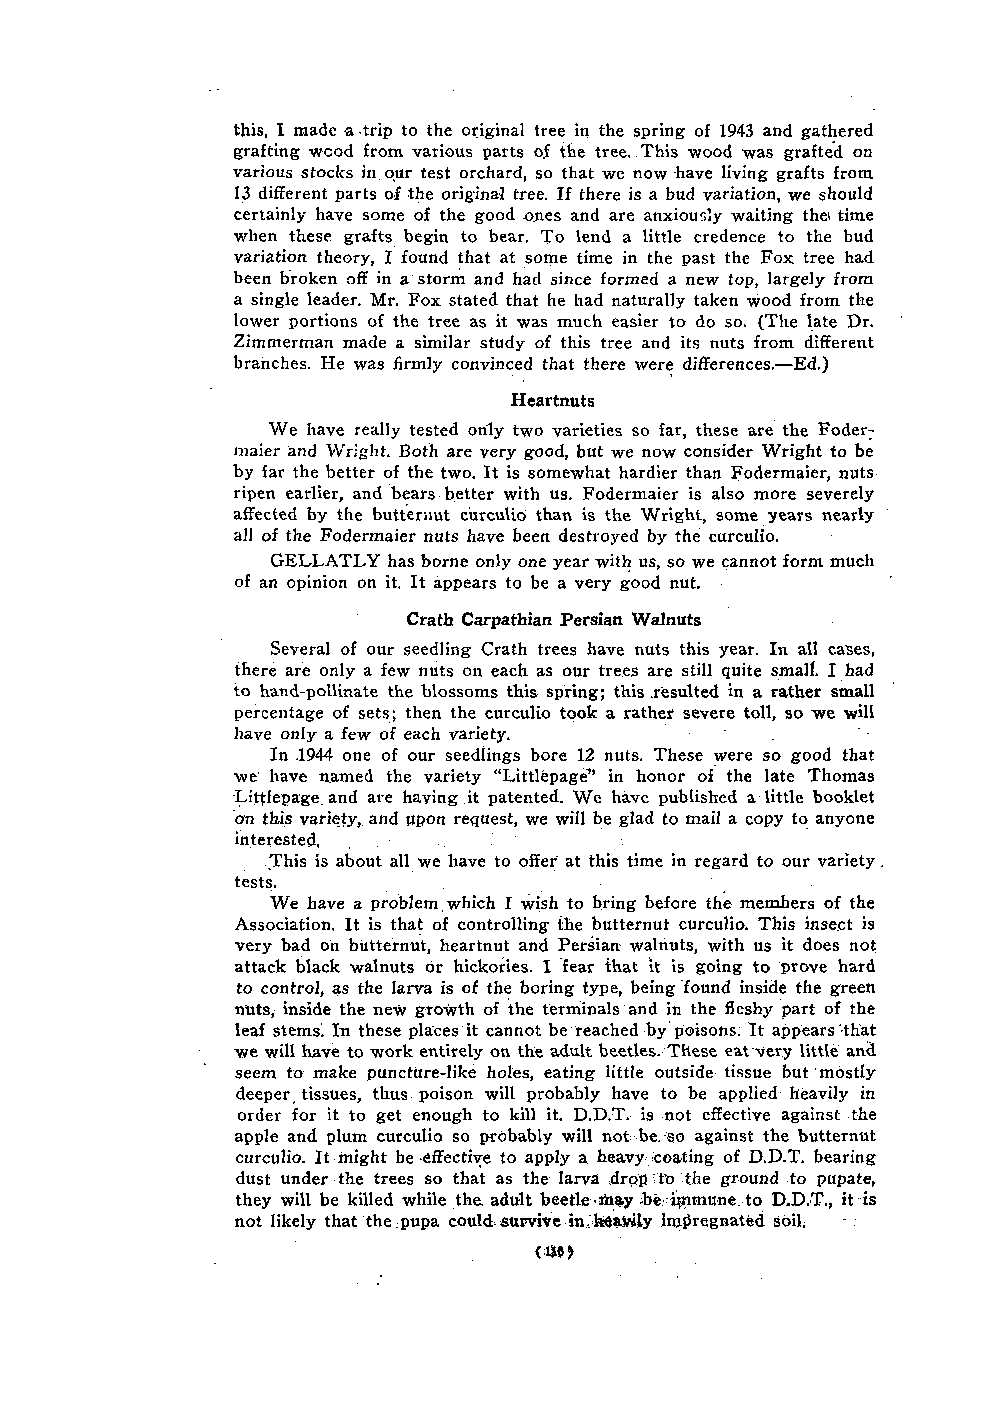 this, I made a trip to the original tree in the spring of 1943 and gathered
grafting wood from various parts of the tree. This wood was grafted on
various stocks in our test orchard, so that we now have living grafts from
13 different parts of the original tree. If there is a bud variation, we should
certainly have some of the good ones and are anxiously waiting the time
when these grafts begin to bear. To lend a little credence to the bud
variation theory, I found that at some time in the past the Fox tree had
been broken off in a storm and had since formed a new top, largely from
a single leader. Mr. Fox stated that he had naturally taken wood from the
lower portions of the tree as it was much easier to do so. (The late Dr.
Zimmerman made a similar study of this tree and its nuts from different
branches. He was firmly convinced that there were differences.—Ed.)
Heartnuts
We have really tested only two varieties so far, these are the Foder-
maier and Wright. Both are very good, but we now consider Wright to be
by far the better of the two. It is somewhat hardier than Fodermaier, nuts
ripen earlier, and bears better with us. Fodermaier is also more severely
affected by the butternut curculio than is the Wright, some years nearly
all of the Fodermaier nuts have been destroyed by the curculio.
GELLATLY has borne only one year with us, so we cannot form much
of an opinion on it. It appears to be a very good nut.
Crath Carpathian Persian Walnuts
Several of our seedling Crath trees have nuts this year. In all cases,
there are only a few nuts on each as our trees are still quite small. I had
to hand-pollinate the blossoms this spring; this resulted in a rather small
percentage of sets; then the curculio took a rather severe toll, so we will
have only a few of each variety.
In 1944 one of our seedlings bore 12 nuts. These were so good that
we have named the variety "Littlepage" in honor of the late Thomas
Littlepage and are having it patented. We have published a little booklet
on this variety, and upon request, we will be glad to mail a copy to anyone
interested.
This is about all we have to offer at this time in regard to our variety
tests.
We have a problem which I wish to bring before the members of the
Association. It is that of controlling the butternut curculio. This insect is
very bad on butternut, heartnut and Persian walnuts, with us it does not
attack black walnuts or hickories. I fear that it is going to prove hard
to control, as the larva is of the boring type, being found inside the green
nuts, inside the new growth of the terminals and in the fleshy part of the
leaf stems. In these places it cannot be reached by poisons. It appears that
we will have to work entirely on the adult beetles. These eat very little and
seem to make puncture-like holes, eating little outside tissue but mostly
deeper tissues, thus poison will probably have to be applied heavily in
order for it to get enough to kill it. D.D.T. is not effective against the
apple and plum curculio so probably will not be so against the butternut
curculio. It might be effective to apply a heavy coating of D.D.T. bearing
dust under the trees so that as the larva drop to the ground to pupate,
they will be killed while the adult beetle may be immune to D.D.T., it is
not likely that the pupa could survive in heavily impregnated soil.